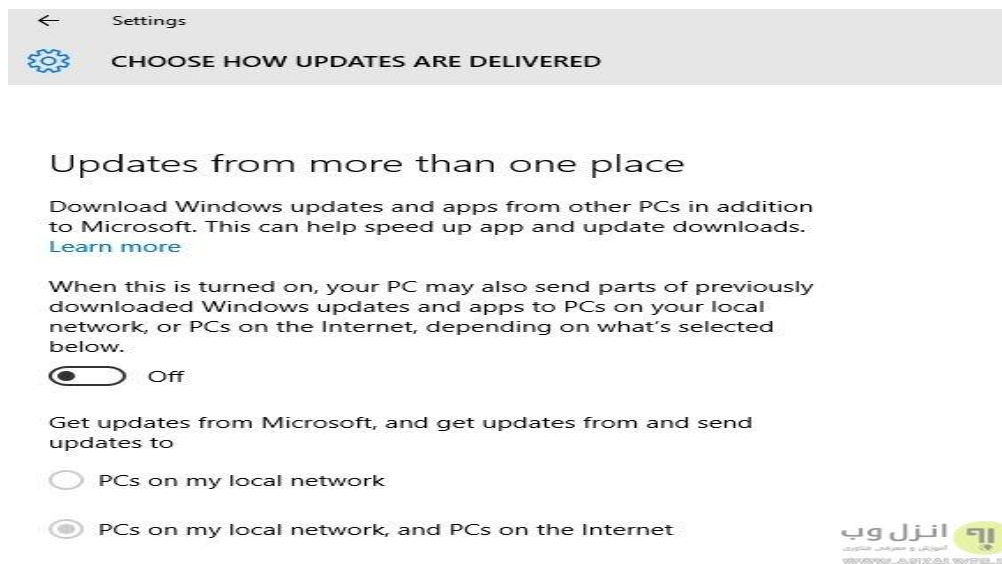 Settings
CHOOSE HOW UPDATES ARE DELIVERED
Updates from more than one place
Download Windows updates and apps from other PCs in addition
to Microsoft. This can help speed up app and update downloads.
Learn more
When this is turned on, your PC may also send parts of previously
downloaded Windows updates and apps to PCs on your local
network, or PCs on the Internet, depending on what's selected
below.
Off
Get updates from Microsoft, and get updates from and send
updates to
PCs on my local network
PCs on my local network, and PCs on the Internet
انزل وب
آموزش و معرفی فناوری